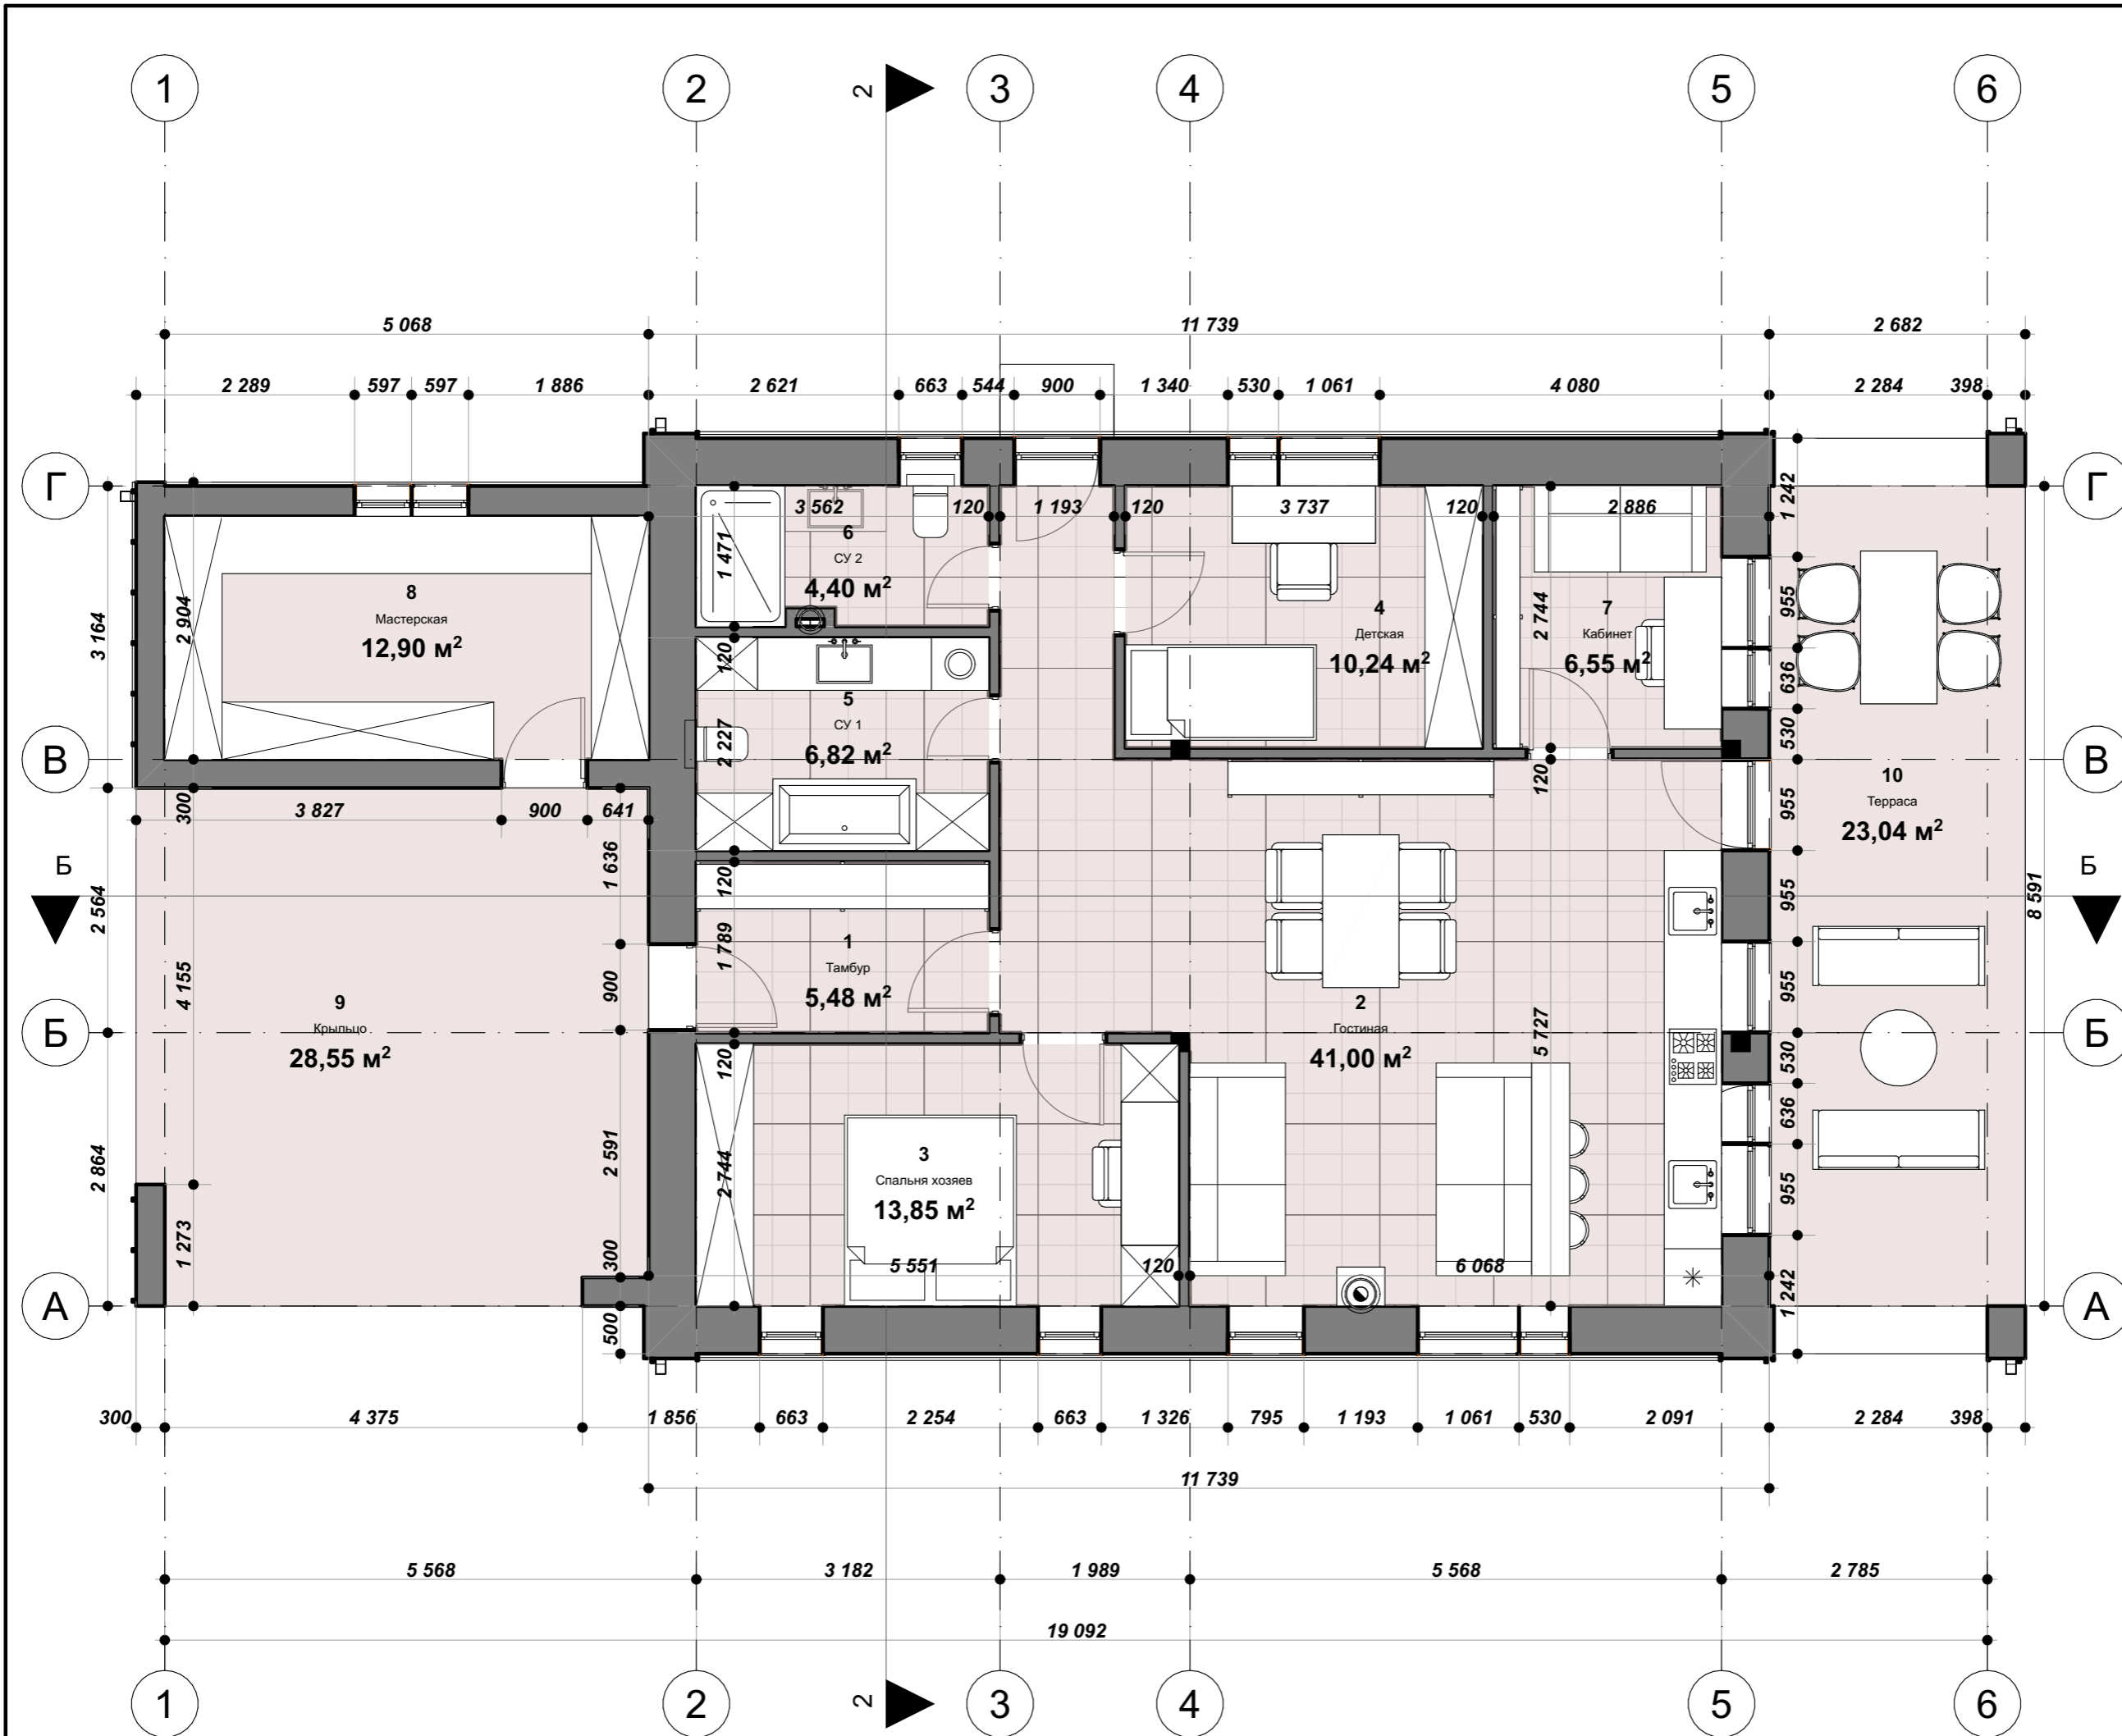 1 2 3 4 5 6
2
5 068 11 739 2 682
2 289 597 597 1 886 2 621 663 544 900 1 340 530 1 061 4 080 2 284 398
Г Г
3 562 120 1 193 120 3 737 120 2 886
1 242
6
СУ 2
4,40 м²
1 471
8
Мастерская
12,90 м²
2 904
3 164
4
Детская
10,24 м²
7
Кабинет
6,55 м²
2 744
955
636
530
120
5
СУ 1
6,82 м²
2 227
В В
300
3 827 900 641
120
10
Терраса
23,04 м²
955
1 636
120
Б Б
2 564
955
8 591
1
Тамбур
5,48 м²
1 789
900
4 155
9
Крыльцо
28,55 м²
2
Гостиная
41,00 м²
5 727
955
Б Б
530
120
636
2 864
2 591
2 744
3
Спальня хозяев
13,85 м²
955
1 273
300
5 551 120 6 068
1 242
А А
500
300 4 375 1 856 663 2 254 663 1 326 795 1 193 1 061 530 2 091 2 284 398
11 739
5 568 3 182 1 989 5 568 2 785
19 092
2
1 2 3 4 5 6